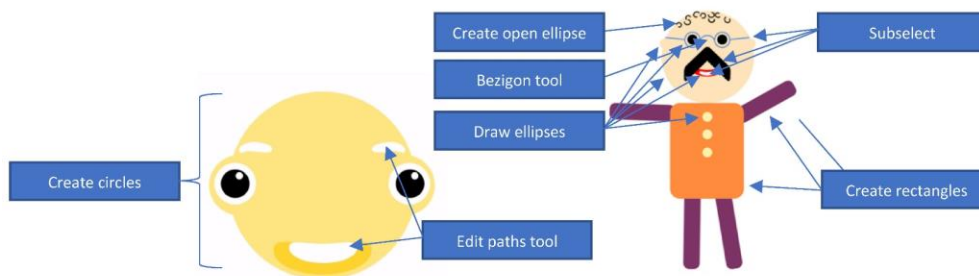 Create open ellipse
Subselect
Bezigon tool
Draw ellipses
Create circles
Create rectangles
Edit paths tool